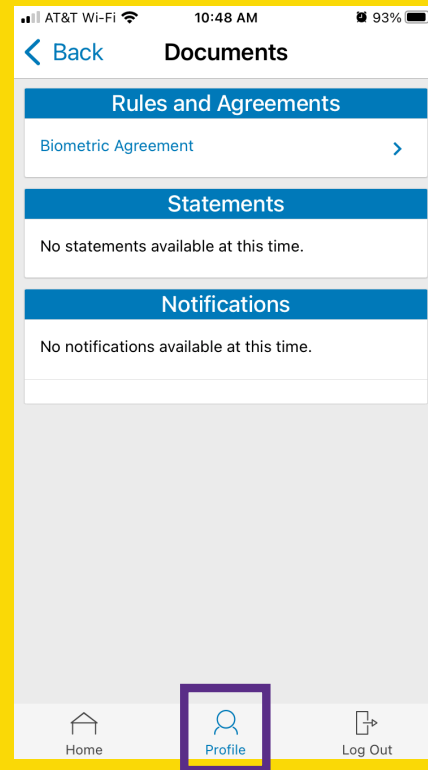 AT&T Wi-Fi 10:48 AM 93%
Back Documents
Rules and Agreements
Biometric Agreement
Statements
No statements available at this time.
Notifications
No notifications available at this time.
Home Profile Log Out